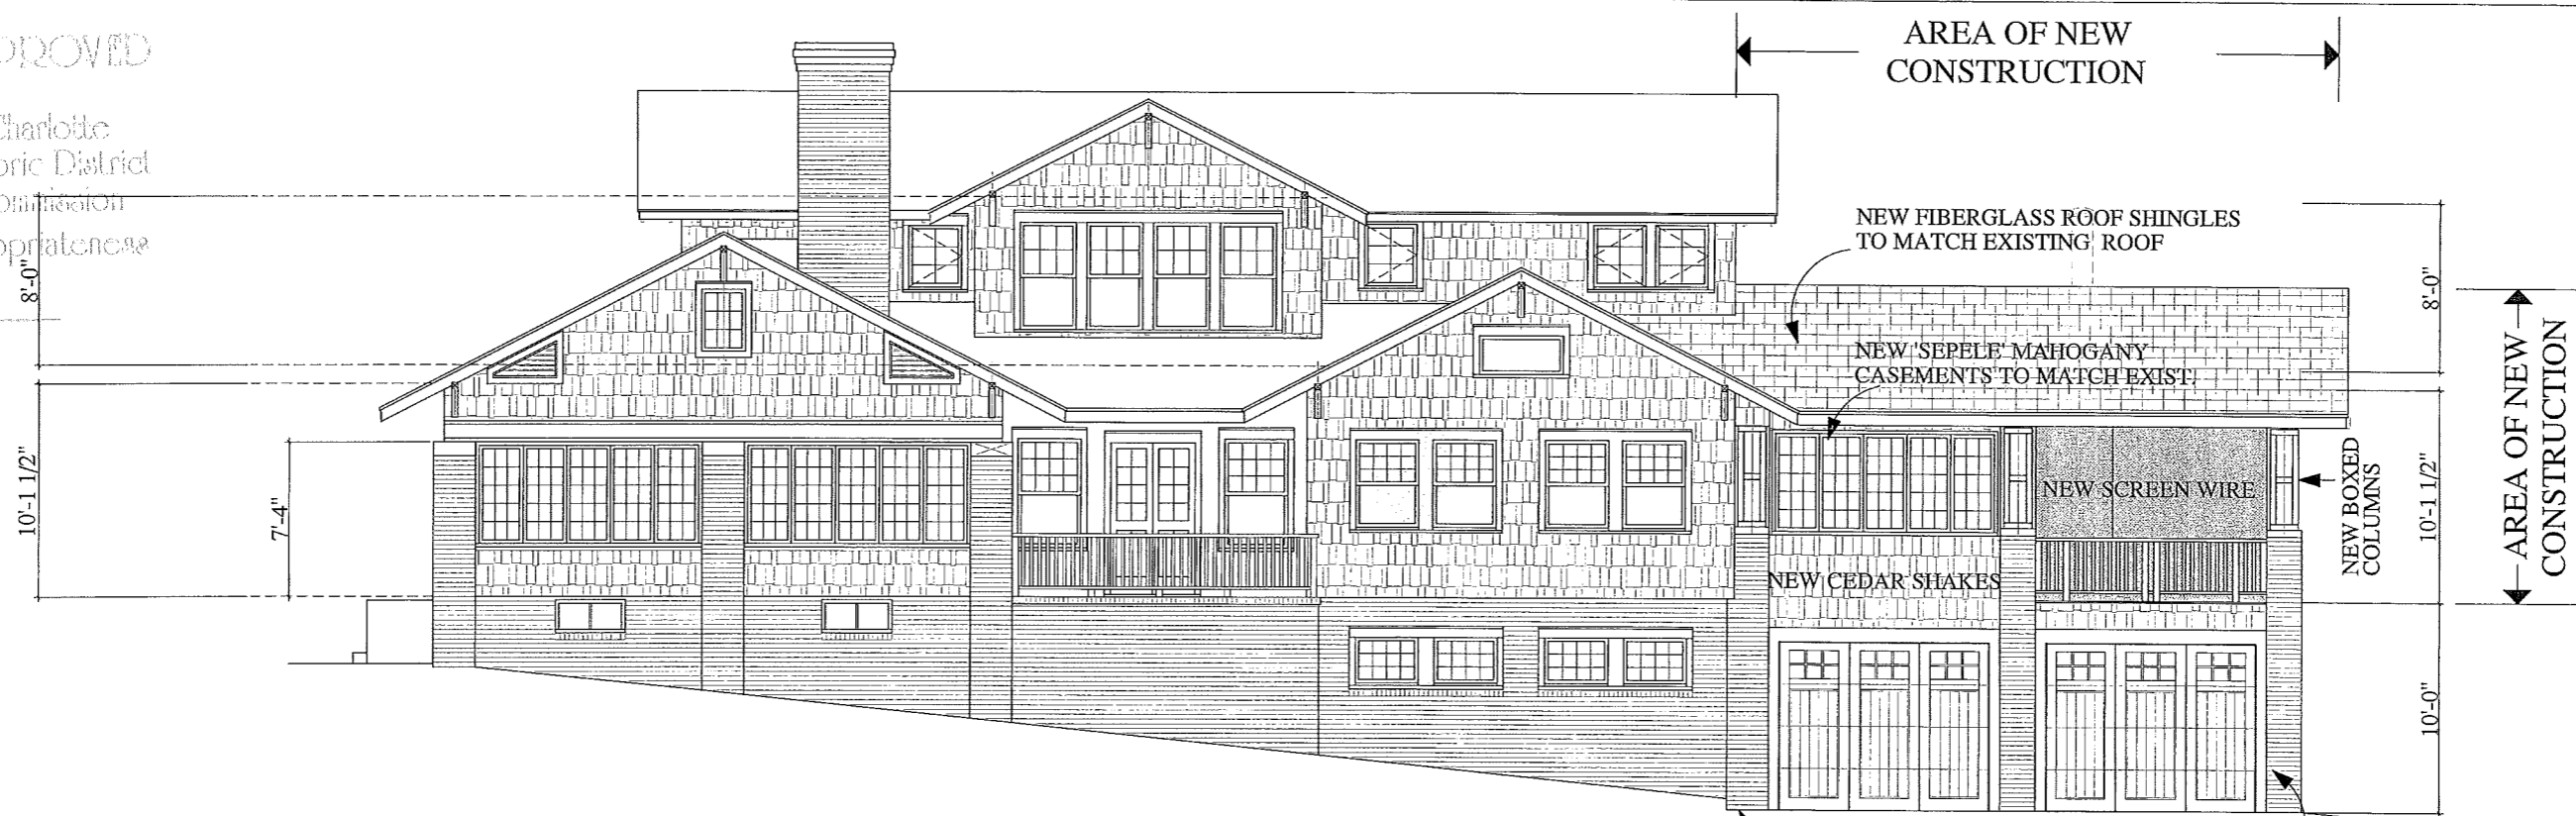 AREA OF NEW
CONSTRUCTION
Charlotte
District
8'-0"
10'-1 1/2"
7'-4"
NEW FIBERGLASS ROOF SHINGLES
TO MATCH EXISTING ROOF
NEW 'SEPELE' MAHOGANY
CASEMENTS TO MATCH EXIST.
NEW SCREEN WIRE
NEW CEDAR SHAKES
NEW BOXED
COLUMNS
8'-0"
10'-1 1/2"
10'-0"
AREA OF NEW
CONSTRUCTION